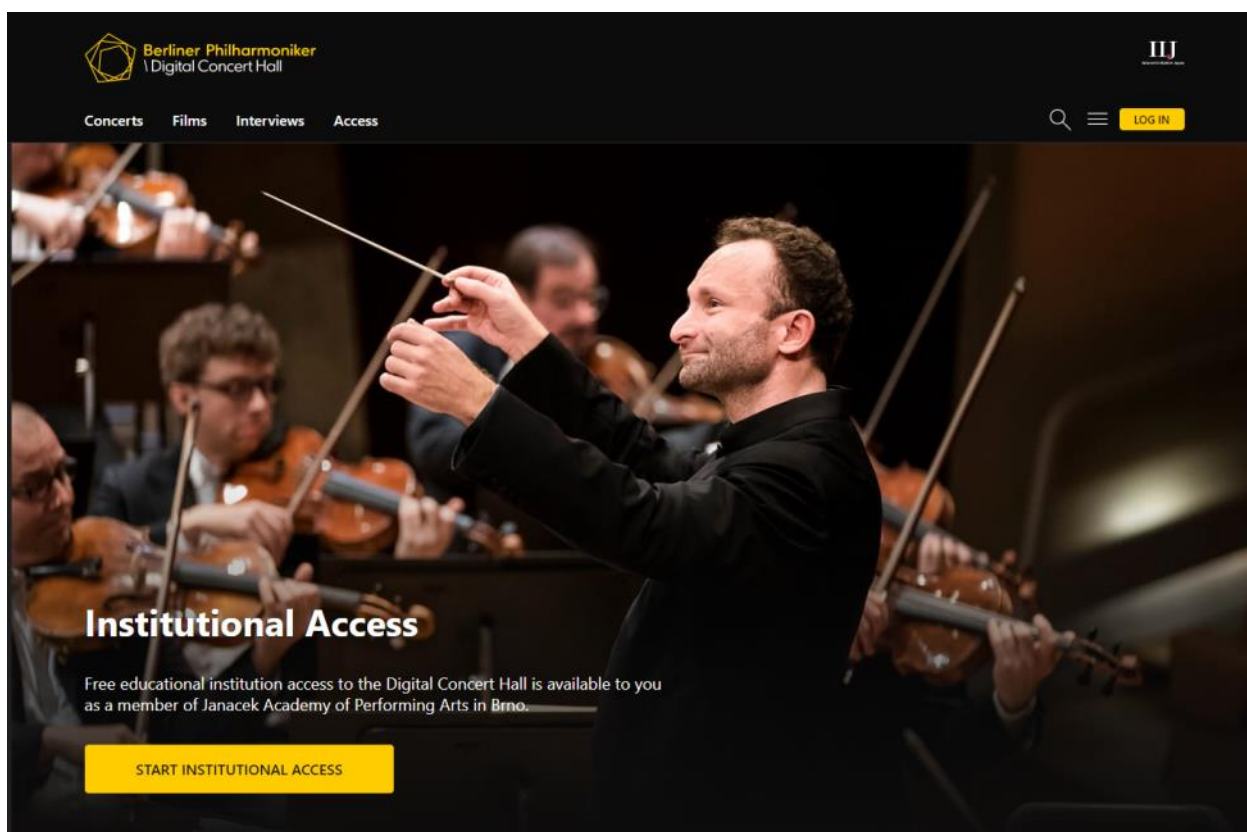 Berliner Philharmoniker
\ Digital Concert Hall
IIJ
Concerts Films Interviews Access
LOG IN
Institutional Access
Free educational institution access to the Digital Concert Hall is available to you
as a member of Janacek Academy of Performing Arts in Brno.
START INSTITUTIONAL ACCESS